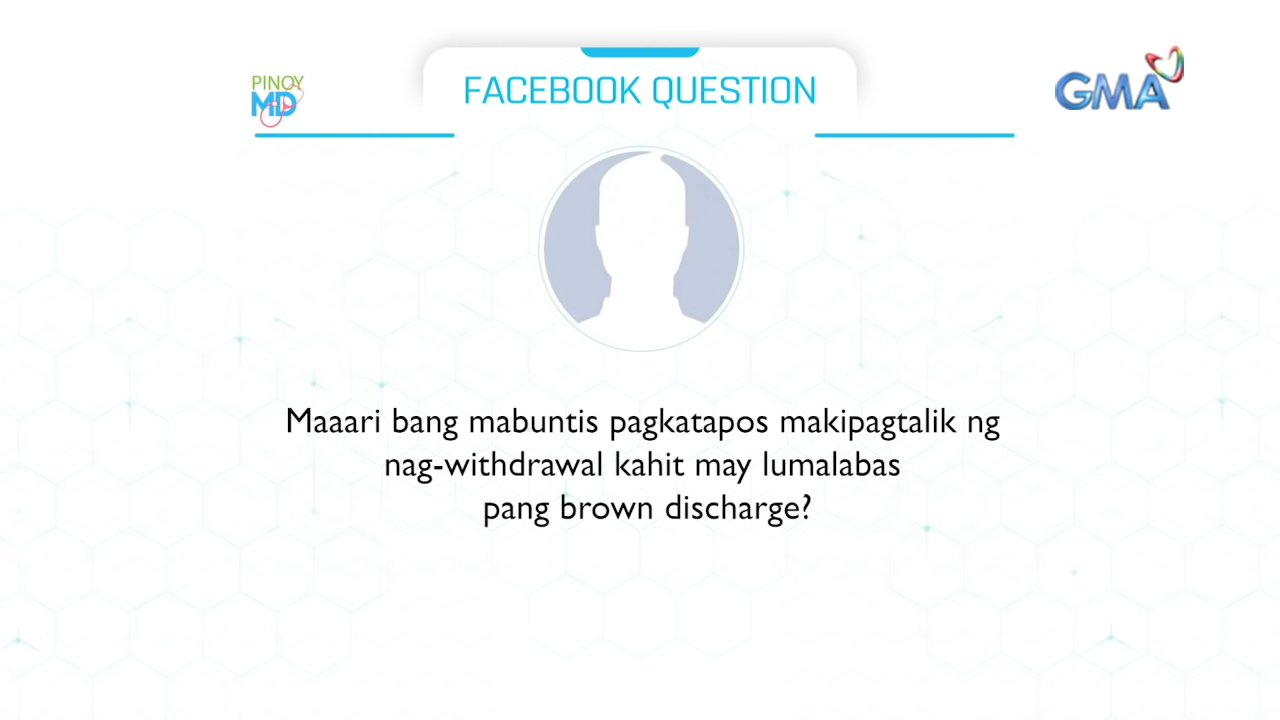 PINOY
MD
FACEBOOK QUESTION
GMA
Maaari bang mabuntis pagkatapos makipagtalik ng
nag-withdrawal kahit may lumalabas
pang brown discharge?